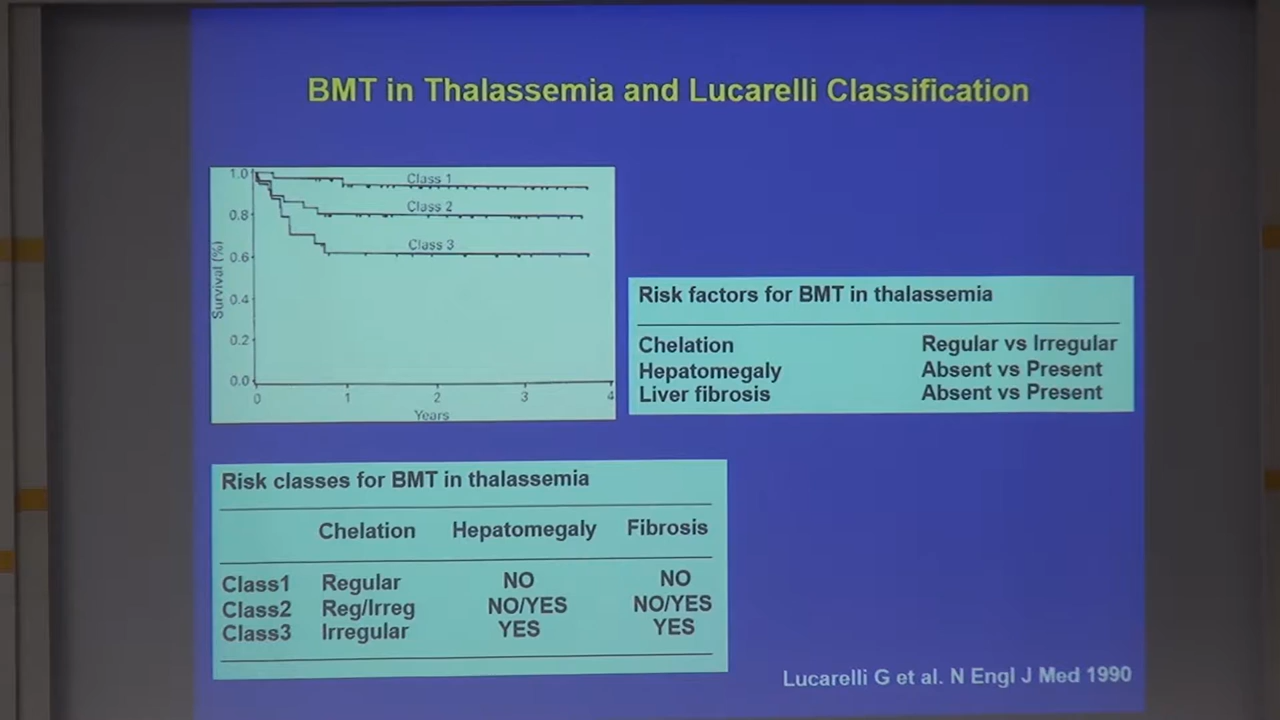 BMT in Thalassemia and Lucarelli Classification
Survival (%)
1.0
0.8
0.6
0.4
0.2
0.0
Class 1
Class 2
Class 3
0 1 2 3 4
Years
Risk factors for BMT in thalassemia
Chelation Regular vs Irregular
Hepatomegaly Absent vs Present
Liver fibrosis Absent vs Present
Risk classes for BMT in thalassemia
Chelation Hepatomegaly Fibrosis
Class1 Regular NO NO
Class2 Reg/Irreg NO/YES NO/YES
Class3 Irregular YES YES
Lucarelli G et al. N Engl J Med 1990